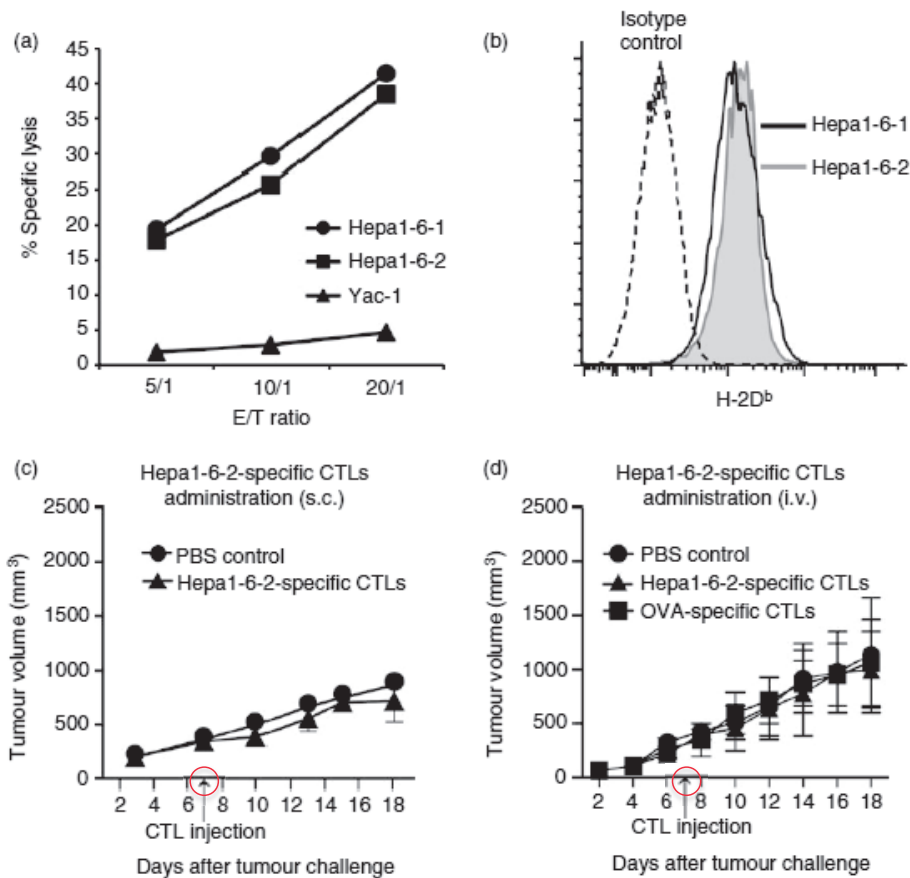 (a)
45
40
35
30
25
20
15
10
5
0
% Specific lysis
Hepa1-6-1
Hepa1-6-2
Yac-1
5/1
10/1
20/1
E/T ratio
(b)
Isotype
control
Hepa1-6-1
Hepa1-6-2
H-2Dᵇ
(c)
Hepa1-6-2-specific CTLs
administration (s.c.)
2500
2000
1500
1000
500
0
Tumour volume (mm³)
PBS control
Hepa1-6-2-specific CTLs
2 4 6 8 10 12 14 16 18
CTL injection
Days after tumour challenge
(d)
Hepa1-6-2-specific CTLs
administration (i.v.)
2500
2000
1500
1000
500
0
Tumour volume (mm³)
PBS control
Hepa1-6-2-specific CTLs
OVA-specific CTLs
2 4 6 8 10 12 14 16 18
CTL injection
Days after tumour challenge